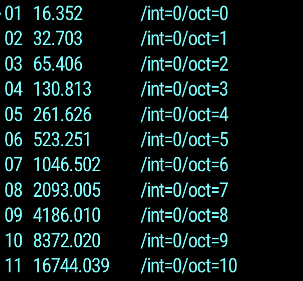 01 16.352 /int=0/oct=0
02 32.703 /int=0/oct=1
03 65.406 /int=0/oct=2
04 130.813 /int=0/oct=3
05 261.626 /int=0/oct=4
06 523.251 /int=0/oct=5
07 1046.502 /int=0/oct=6
08 2093.005 /int=0/oct=7
09 4186.010 /int=0/oct=8
10 8372.020 /int=0/oct=9
11 16744.039 /int=0/oct=10